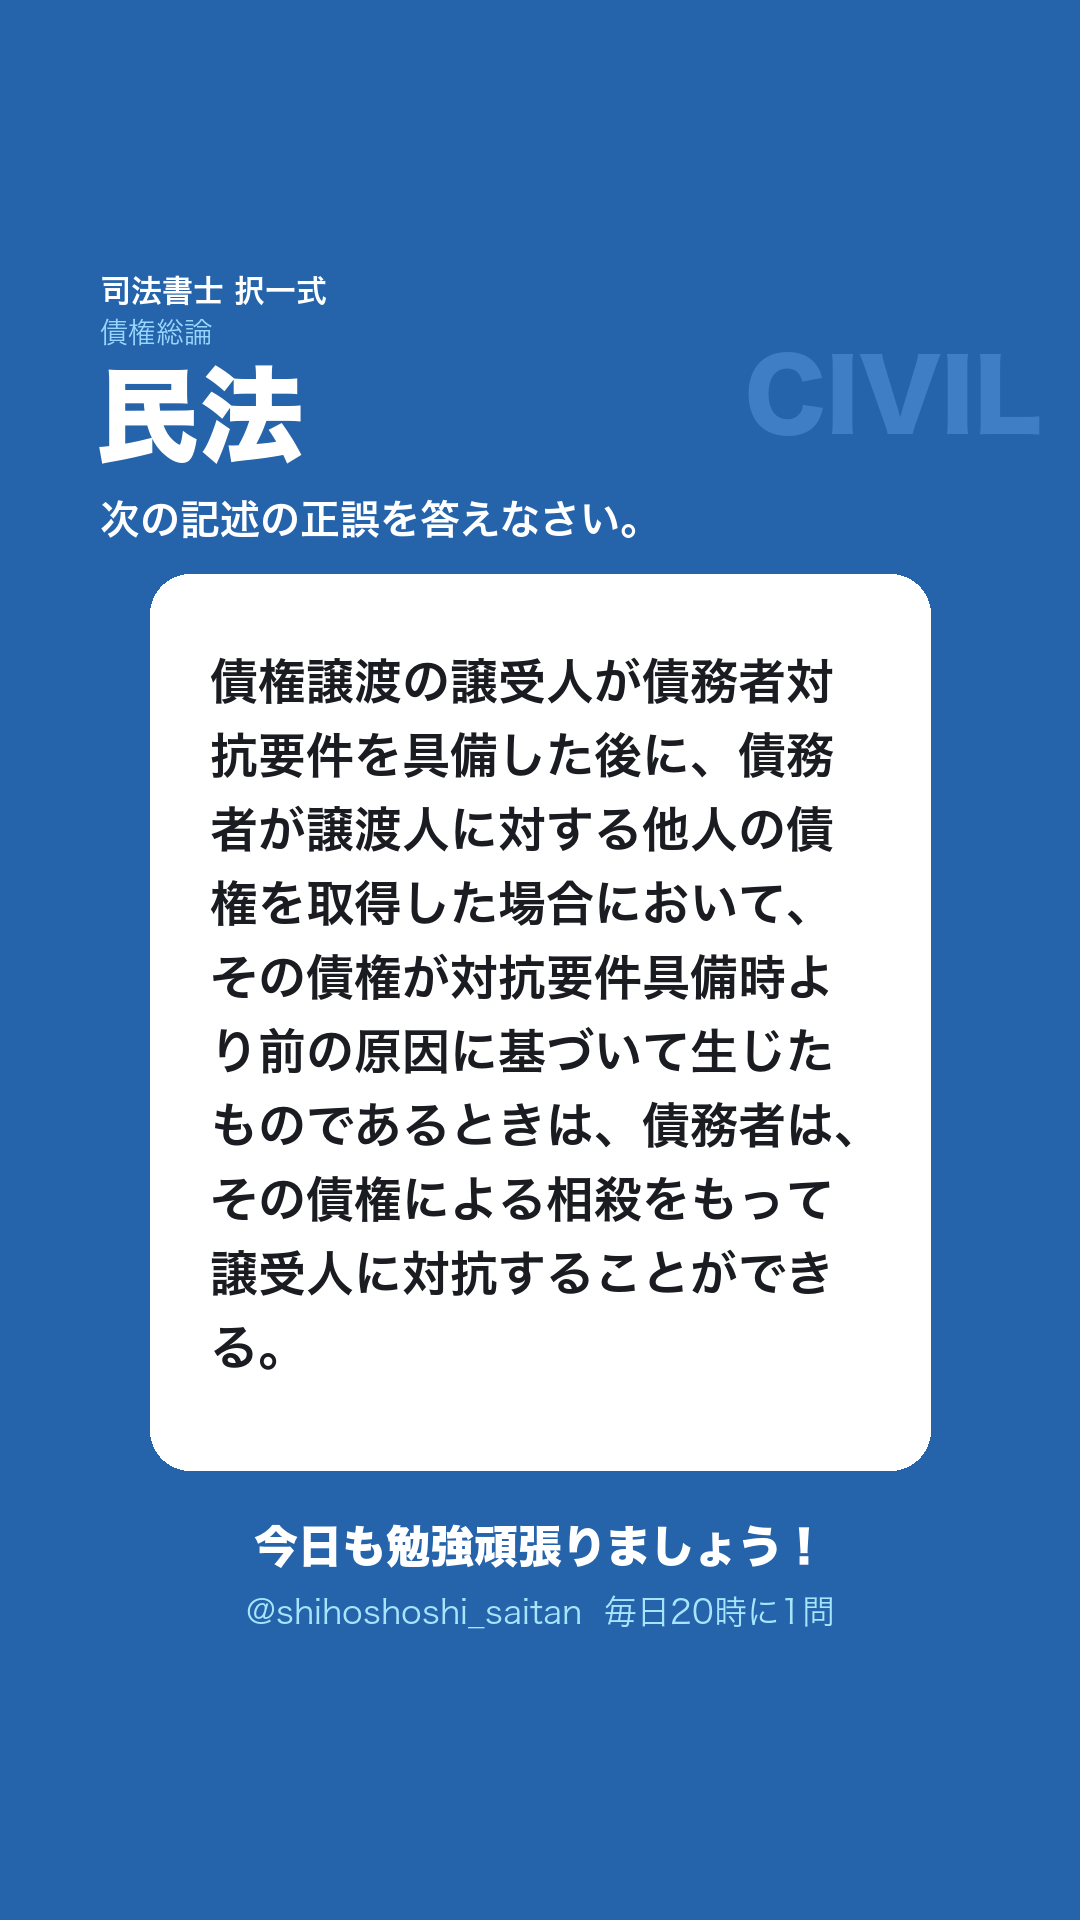 司法書士 択一式
債権総論
民法
CIVIL
次の記述の正誤を答えなさい。
債権譲渡の譲受人が債務者対
抗要件を具備した後に、債務
者が譲渡人に対する他人の債
権を取得した場合において、
その債権が対抗要件具備時よ
り前の原因に基づいて生じた
ものであるときは、債務者は、
その債権による相殺をもって
譲受人に対抗することができ
る。
今日も勉強頑張りましょう！
@shihoshoshi_saitan 毎日20時に1問